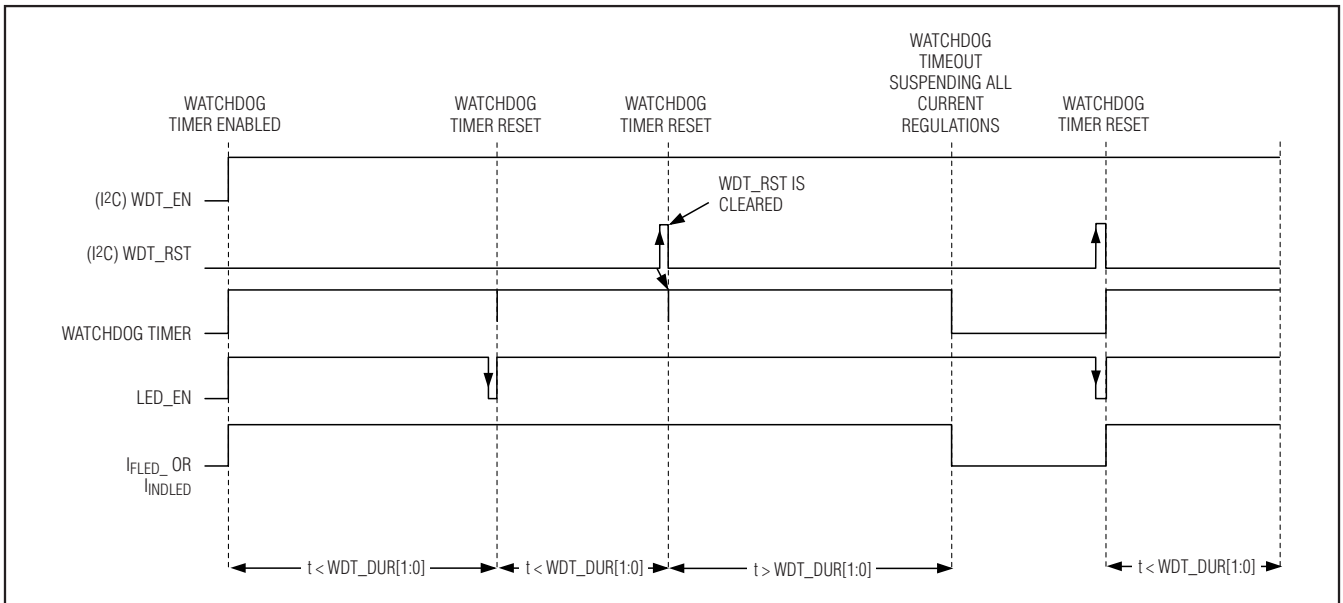 WATCHDOG
TIMER ENABLED
WATCHDOG
TIMER RESET
WATCHDOG
TIMER RESET
WATCHDOG
TIMEOUT
SUSPENDING ALL
CURRENT
REGULATIONS
WATCHDOG
TIMER RESET
(I2C) WDT_EN
WDT_RST IS
CLEARED
(I2C) WDT_RST
WATCHDOG TIMER
LED_EN
IFLED_ OR
IINDLED
t < WDT_DUR[1:0]
t < WDT_DUR[1:0]
t > WDT_DUR[1:0]
t < WDT_DUR[1:0]